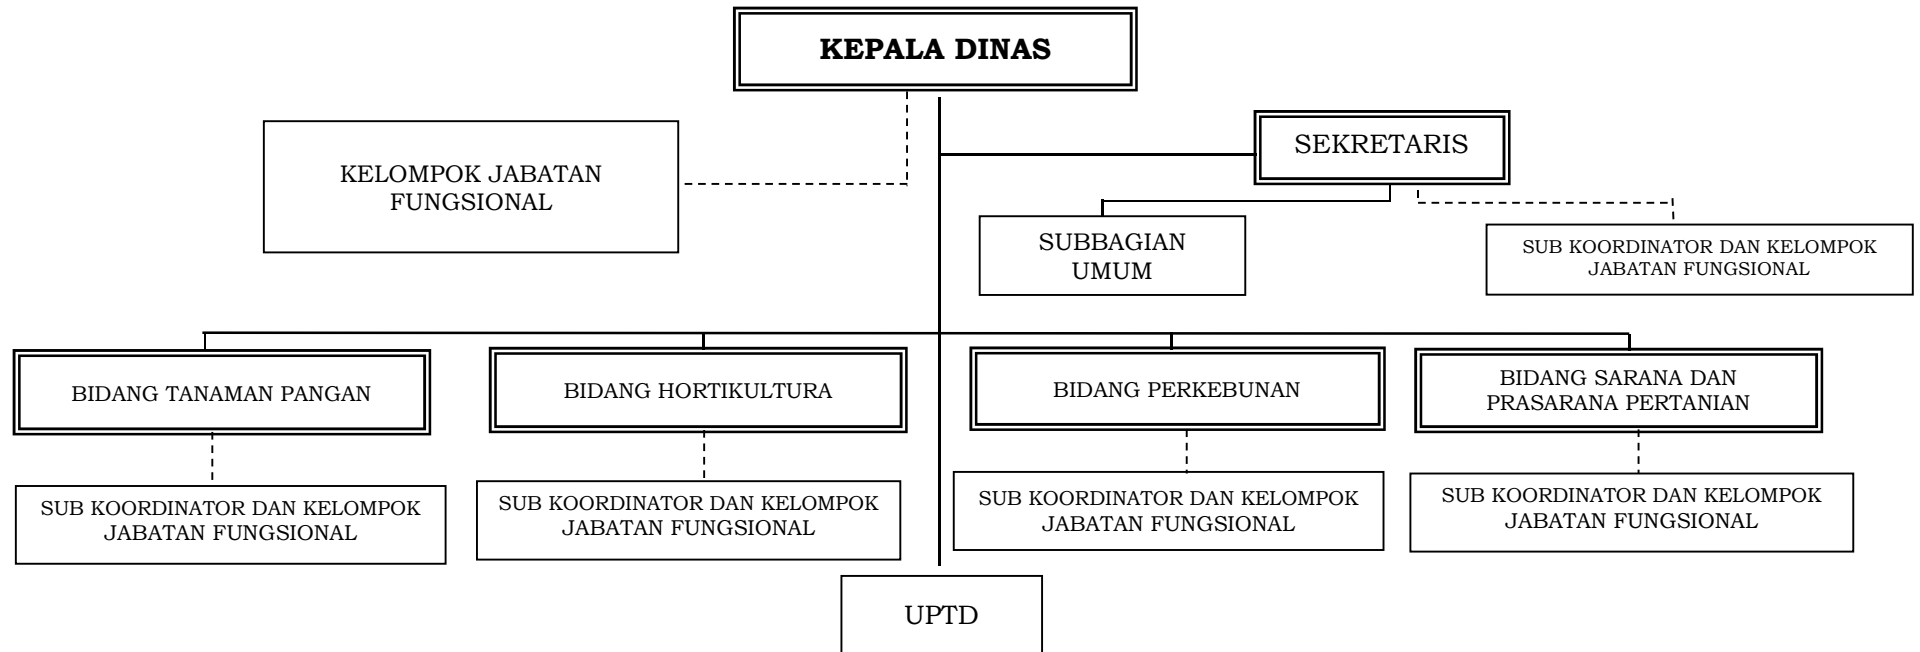 KEPALA DINAS
SEKRETARIS
KELOMPOK JABATAN
FUNGSIONAL
SUBBAGIAN
UMUM
SUB KOORDINATOR DAN KELOMPOK
JABATAN FUNGSIONAL
BIDANG TANAMAN PANGAN
BIDANG HORTIKULTURA
BIDANG PERKEBUNAN
BIDANG SARANA DAN
PRASARANA PERTANIAN
SUB KOORDINATOR DAN KELOMPOK
JABATAN FUNGSIONAL
SUB KOORDINATOR DAN KELOMPOK
JABATAN FUNGSIONAL
SUB KOORDINATOR DAN KELOMPOK
JABATAN FUNGSIONAL
SUB KOORDINATOR DAN KELOMPOK
JABATAN FUNGSIONAL
UPTD